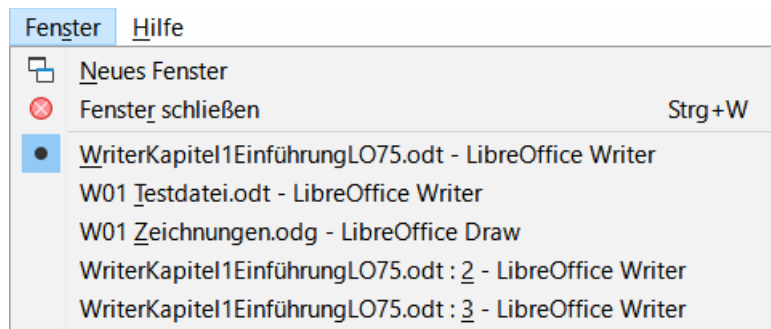 Fenster Hilfe
Neues Fenster
Fenster schließen Strg+W
WriterKapitel1EinführungLO75.odt - LibreOffice Writer
W01 Testdatei.odt - LibreOffice Writer
W01 Zeichnungen.odg - LibreOffice Draw
WriterKapitel1EinführungLO75.odt : 2 - LibreOffice Writer
WriterKapitel1EinführungLO75.odt : 3 - LibreOffice Writer